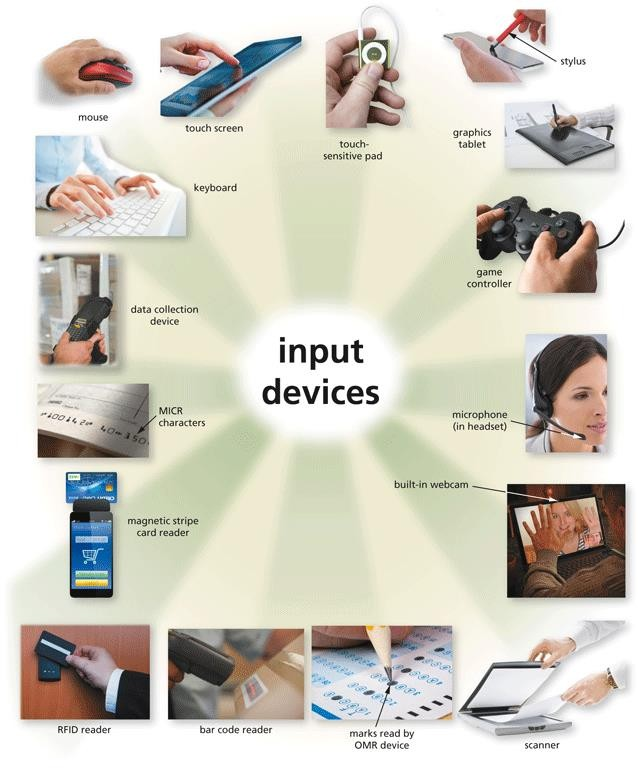 mouse
touch screen
touch-
sensitive pad
stylus
graphics
tablet
keyboard
game
controller
data collection
device
input
devices
MICR
characters
microphone
(in headset)
built-in webcam
magnetic stripe
card reader
RFID reader
bar code reader
marks read by
OMR device
scanner